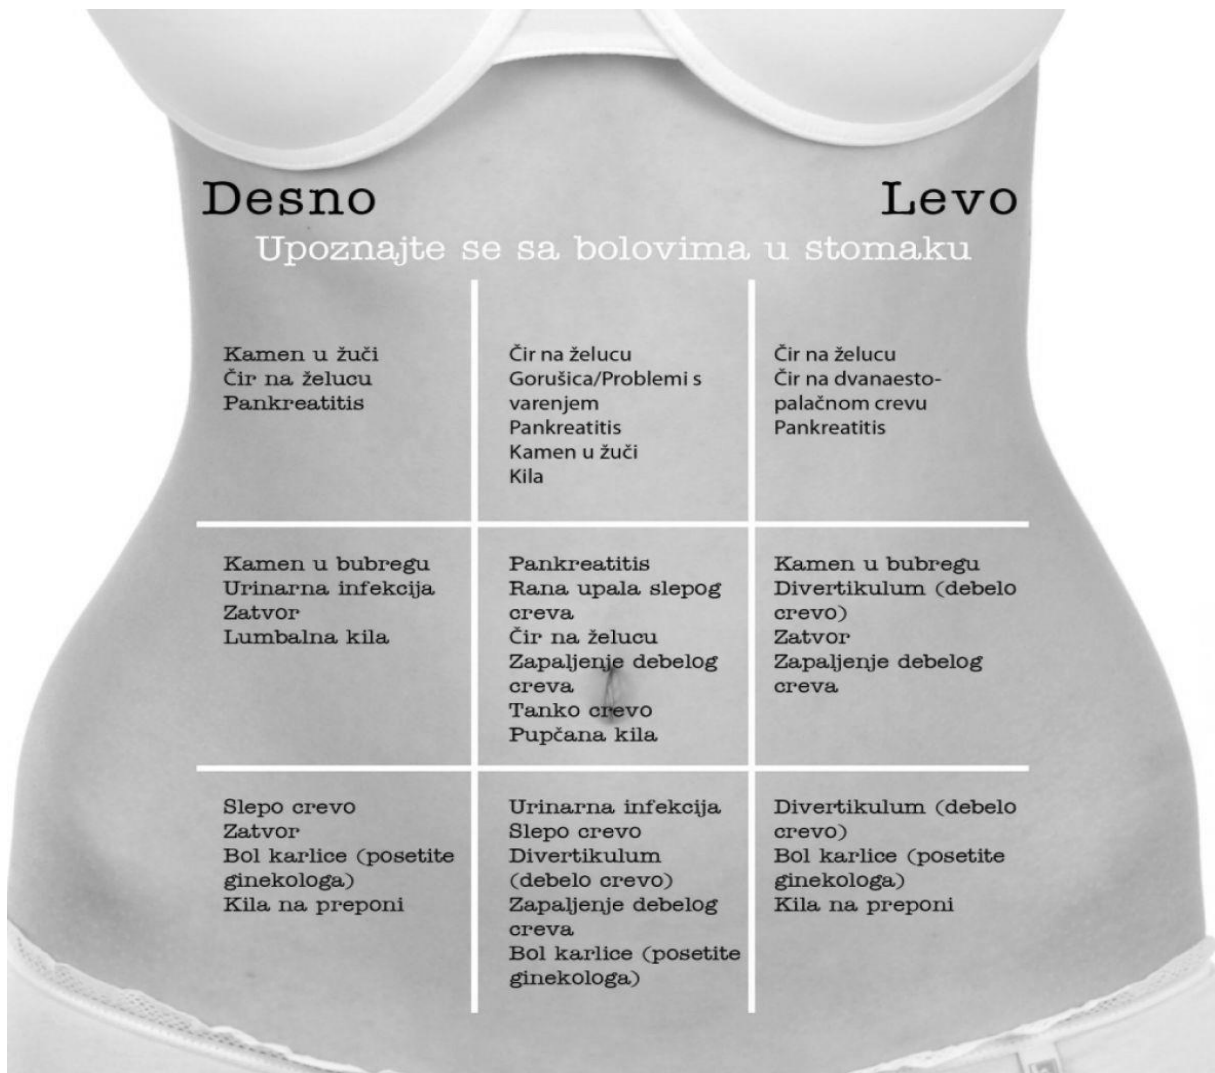 Desno
Levo
Upoznajte se sa bolovima u stomaku
Kamen u žuči
Čir na želucu
Pankreatitis
Čir na želucu
Gorušica/Problemi s
varenjem
Pankreatitis
Kamen u žuči
Kila
Čir na želucu
Čir na dvanaesto-
palačnom crevu
Pankreatitis
Kamen u bubregu
Urinarna infekcija
Zatvor
Lumbalna kila
Pankreatitis
Rana upala slepog
creva
Čir na želucu
Zapaljenje debelog
creva
Tanko crevo
Pupčana kila
Kamen u bubregu
Divertikulum (debelo
crevo)
Zatvor
Zapaljenje debelog
creva
Slepo crevo
Zatvor
Bol karlice (posetite
ginekologa)
Kila na preponi
Urinarna infekcija
Slepo crevo
Divertikulum
(debelo crevo)
Zapaljenje debelog
creva
Bol karlice (posetite
ginekologa)
Divertikulum (debelo
crevo)
Bol karlice (posetite
ginekologa)
Kila na preponi